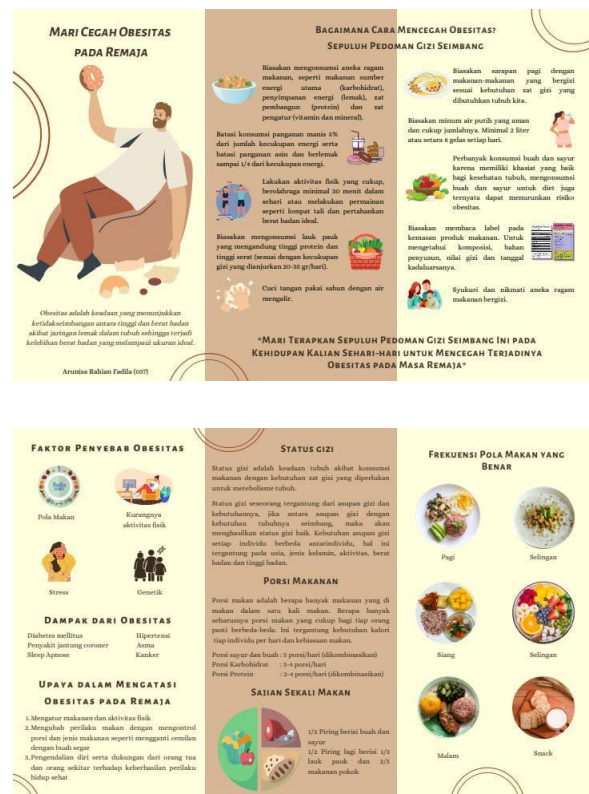 MARI CEGAH OBESITAS
PADA REMAJA
Obesitas adalah keadaan yang menunjukkan
ketidakseimbangan antara tinggi dan berat badan
akibat jaringan lemak dalam tubuh sehingga terjadi
kelebihan berat badan yang melampaui ukuran ideal.
Arunisa Rahian Fadila (037)
BAGAIMANA CARA MENCEGAH OBESITAS?
SEPULUH PEDOMAN GIZI SEIMBANG
Biasakan mengonsumsi aneka ragam
makanan, seperti makanan sumber
energi utama (karbohidrat),
penyimpanan energi (lemak), zat
pembangun (protein) dan zat
pengatur (vitamin dan mineral).
Batasi konsumsi panganan manis 5%
dari jumlah kecukupan energi serta
batasi panganan asin dan berlemak
sampai 1/4 dari kecukupan energi.
Lakukan aktivitas fisik yang cukup,
berolahraga minimal 30 menit dalam
sehari atau melakukan permainan
seperti lompat tali dan pertahankan
berat badan ideal.
Biasakan mengonsumsi lauk pauk
yang mengandung tinggi protein dan
tinggi serat (sesuai dengan kecukupan
gizi yang dianjurkan 20-35 gr/hari).
Cuci tangan pakai sabun dengan air
mengalir.
Biasakan sarapan pagi dengan
makanan-makanan yang bergizi
sesuai kebutuhan zat gizi yang
dibutuhkan tubuh kita.
Biasakan minum air putih yang aman
dan cukup jumlahnya. Minimal 2 liter
atau setara 8 gelas setiap hari.
Perbanyak konsumsi buah dan sayur
karena memiliki khasiat yang baik
bagi kesehatan tubuh, mengonsumsi
buah dan sayur untuk diet juga
ternyata dapat menurunkan risiko
obesitas.
Biasakan membaca label pada
kemasan produk makanan. Untuk
mengetahui komposisi, bahan
penyusun, nilai gizi dan tanggal
kadaluarsanya.
Syukuri dan nikmati aneka ragam
makanan bergizi.
"MARI TERAPKAN SEPULUH PEDOMAN GIZI SEIMBANG INI PADA
KEHIDUPAN KALIAN SEHARI-HARI UNTUK MENCEGAH TERJADINYA
OBESITAS PADA MASA REMAJA"
FAKTOR PENYEBAB OBESITAS
Pola Makan
Kurangnya
aktivitas fisik
Stress
Genetik
DAMPAK DARI OBESITAS
Diabetes mellitus
Penyakit jantung coroner
Sleep Apnose
Hipertensi
Asma
Kanker
UPAYA DALAM MENGATASI
OBESITAS PADA REMAJA
1. Mengatur makanan dan aktivitas fisik
2. Mengubah perilaku makan dengan mengontrol
porsi dan jenis makanan seperti mengganti cemilan
dengan buah segar
3. Pengendalian diri serta dukungan dari orang tua
dan orang sekitar terhadap keberhasilan perilaku
hidup sehat
STATUS GIZI
Status gizi adalah keadaan tubuh akibat konsumsi
makanan dengan kebutuhan zat gizi yang diperlukan
untuk metebolisme tubuh.
Status gizi seseorang tergantung dari asupan gizi dan
kebutuhannya, jika antara asupan gizi dengan
kebutuhan tubuhnya seimbang, maka akan
menghasilkan status gizi baik. Kebutuhan asupan gizi
setiap individu berbeda antarindividu, hal ini
tergantung pada usia, jenis kelamin, aktivitas, berat
badan dan tinggi badan.
PORSI MAKANAN
Porsi makan adalah berapa banyak makanan yang di
makan dalam satu kali makan. Berapa banyak
seharusnya porsi makan yang cukup bagi tiap orang
pasti berbeda-beda. Ini tergantung kebutuhan kalori
tiap individu per hari dan kebiasaan makan.
Porsi sayur dan buah : 5 porsi/hari (dikombinasikan)
Porsi Karbohidrat : 3-4 porsi/hari
Porsi Protein : 2-4 porsi/hari (dikombinasikan)
SAJIAN SEKALI MAKAN
1/2 Piring berisi buah dan
sayur
1/2 Piring lagi berisi 1/3
lauk pauk dan 2/3
makanan pokok
FREKUENSI POLA MAKAN YANG
BENAR
Pagi
Selingan
Siang
Selingan
Malam
Snack